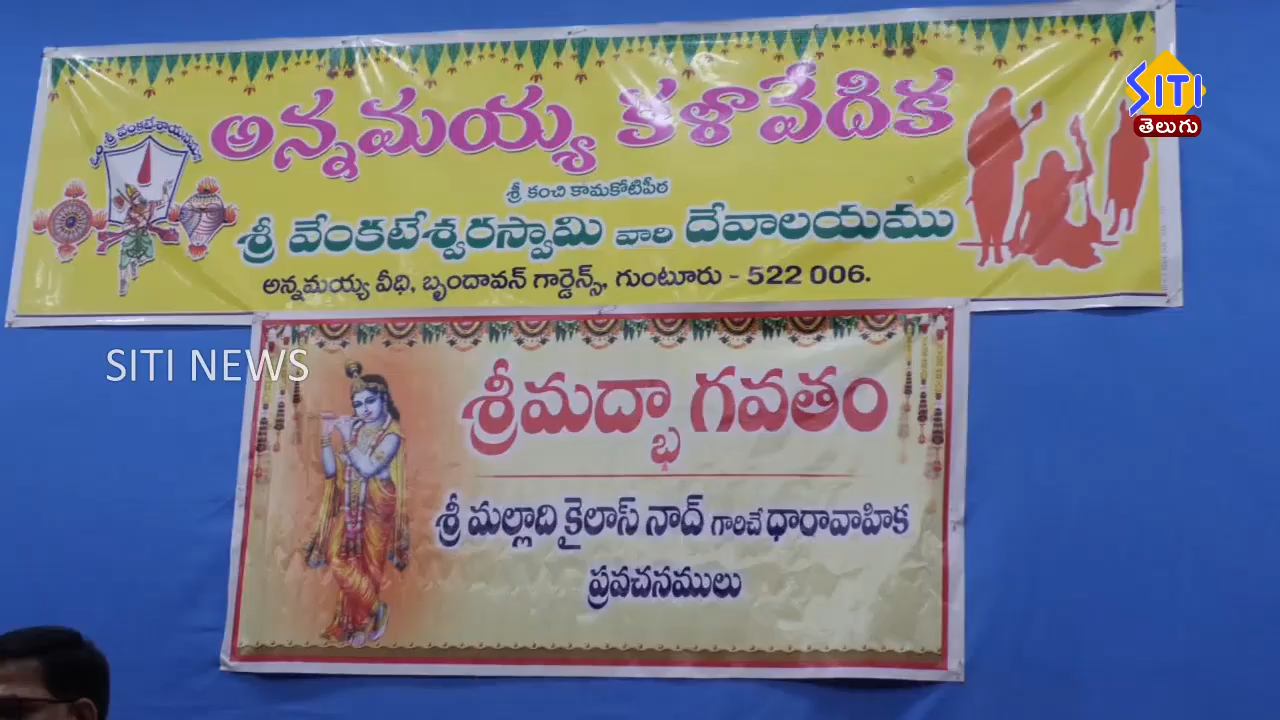 అన్నమయ్య కళావేదిక
శ్రీ కంచి కామకోటిపీఠ
శ్రీ వేంకటేశ్వరస్వామి వారి దేవాలయము
అన్నమయ్య వీధి, బృందావన్ గార్డెన్స్, గుంటూరు - 522 006.
SITI
తెలుగు
SITI NEWS
శ్రీమద్భాగవతం
శ్రీ మల్లాది కైలాస్ నాద్ గారిచే ధారావాహిక
ప్రవచనములు